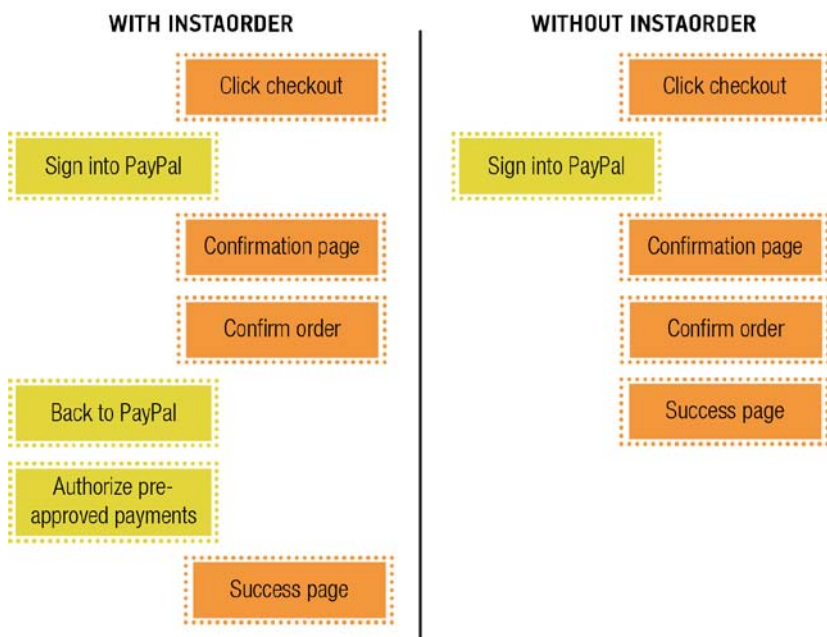 WITH INSTAORDER
Click checkout
Sign into PayPal
Confirmation page
Confirm order
Back to PayPal
Authorize pre-
approved payments
Success page
WITHOUT INSTAORDER
Click checkout
Sign into PayPal
Confirmation page
Confirm order
Success page